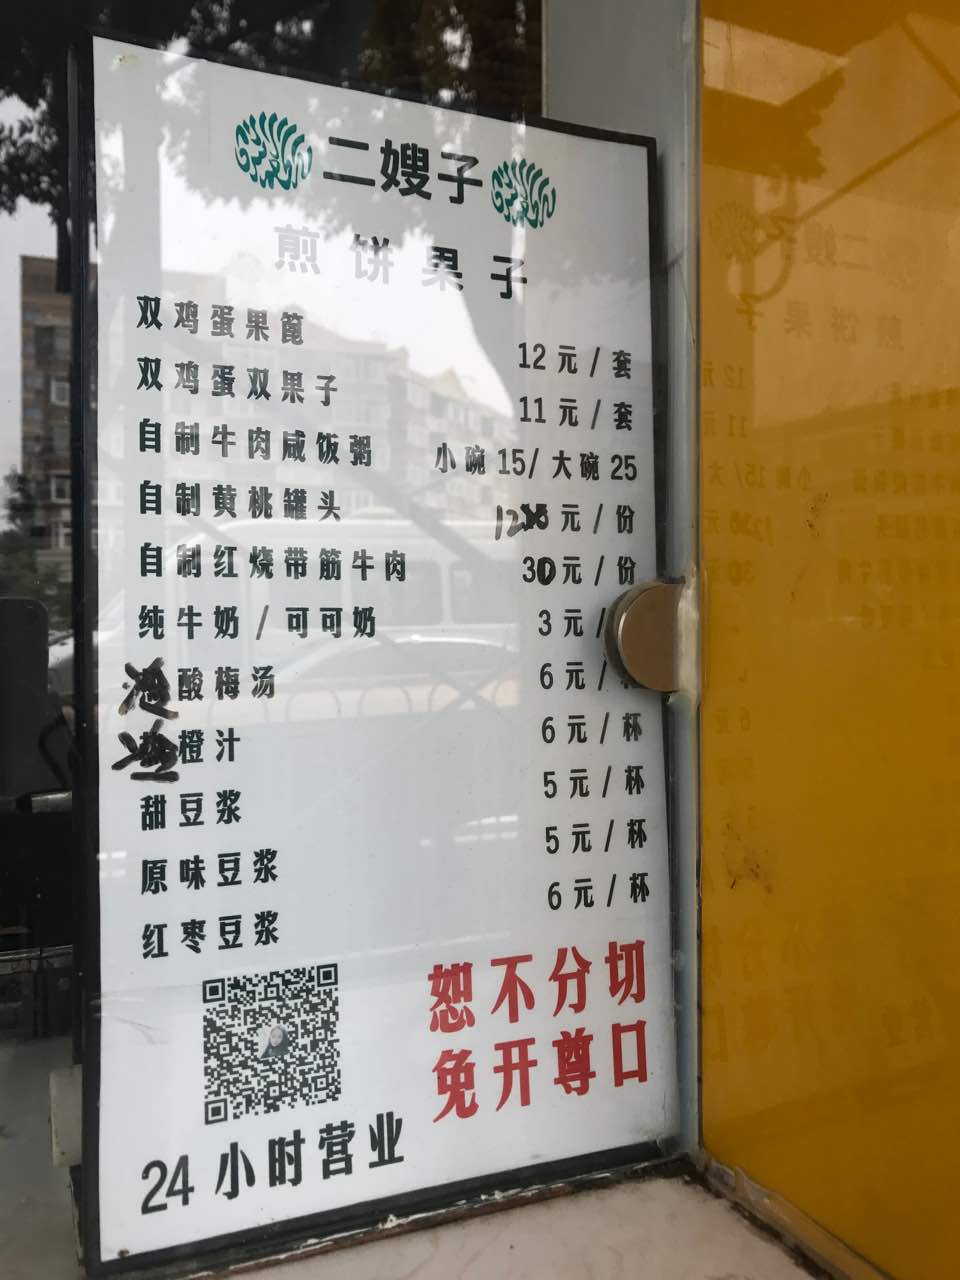 二嫂子
煎饼果子
双鸡蛋果篦 12元/套
双鸡蛋双果子 11元/套
自制牛肉咸饭粥 小碗15/大碗25
自制黄桃罐头 12元/份
自制红烧带筋牛肉 30元/份
纯牛奶/可可奶 3元/
酸梅汤 6元/
橙汁 6元/杯
甜豆浆 5元/杯
原味豆浆 5元/杯
红枣豆浆 6元/杯
恕不分切
免开尊口
24小时营业